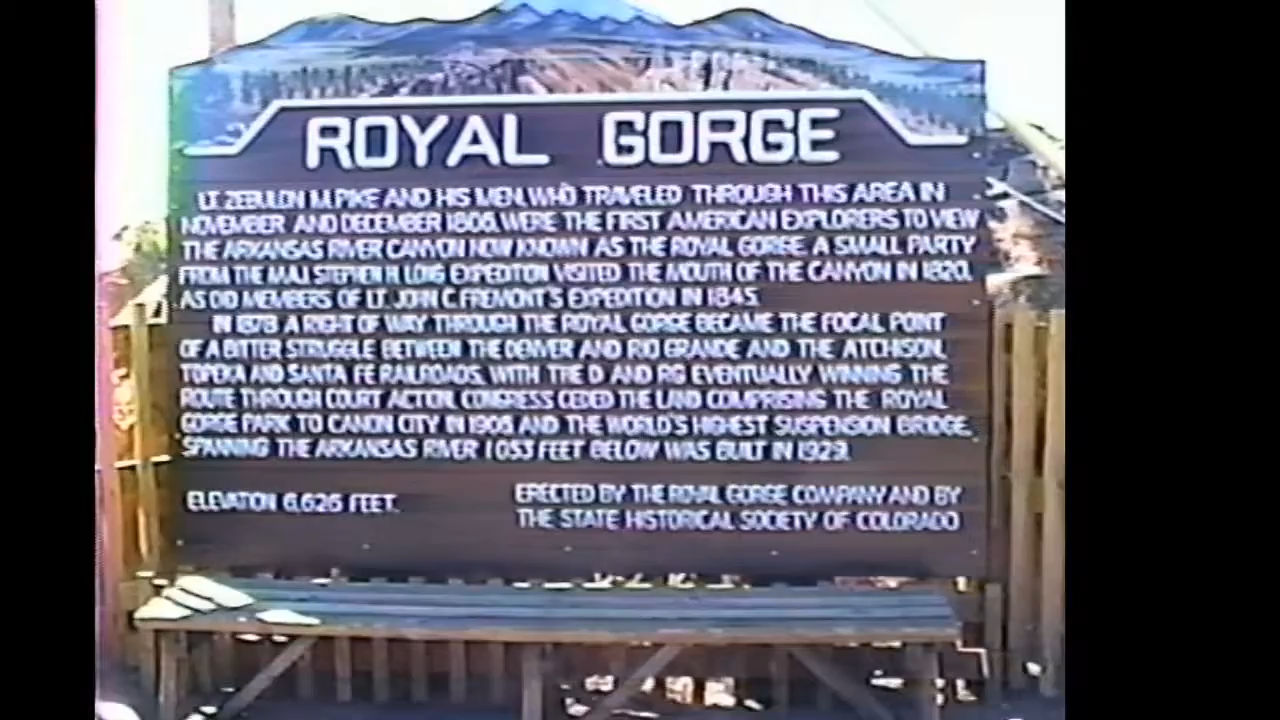 ROYAL GORGE
LT. ZEBULON M. PIKE AND HIS MEN, WHO TRAVELED THROUGH THIS AREA IN
NOVEMBER AND DECEMBER 1806, WERE THE FIRST AMERICAN EXPLORERS TO VIEW
THE ARKANSAS RIVER CANYON NOW KNOWN AS THE ROYAL GORGE. A SMALL PARTY
FROM THE MAJ. STEPHEN H. LONG EXPEDITION VISITED THE MOUTH OF THE CANYON IN 1820,
AS DID MEMBERS OF LT. JOHN C. FREMONT'S EXPEDITION IN 1845.
IN 1878 A RIGHT OF WAY THROUGH THE ROYAL GORGE BECAME THE FOCAL POINT
OF A BITTER STRUGGLE BETWEEN THE DENVER AND RIO GRANDE AND THE ATCHISON,
TOPEKA AND SANTA FE RAILROADS, WITH THE D AND RG EVENTUALLY WINNING THE
ROUTE THROUGH COURT ACTION. CONGRESS CEDED THE LAND COMPRISING THE ROYAL
GORGE PARK TO CANON CITY IN 1906 AND THE WORLD'S HIGHEST SUSPENSION BRIDGE,
SPANNING THE ARKANSAS RIVER 1053 FEET BELOW WAS BUILT IN 1929.
ELEVATION 6,626 FEET.
ERECTED BY THE ROYAL GORGE COMPANY AND BY
THE STATE HISTORICAL SOCIETY OF COLORADO